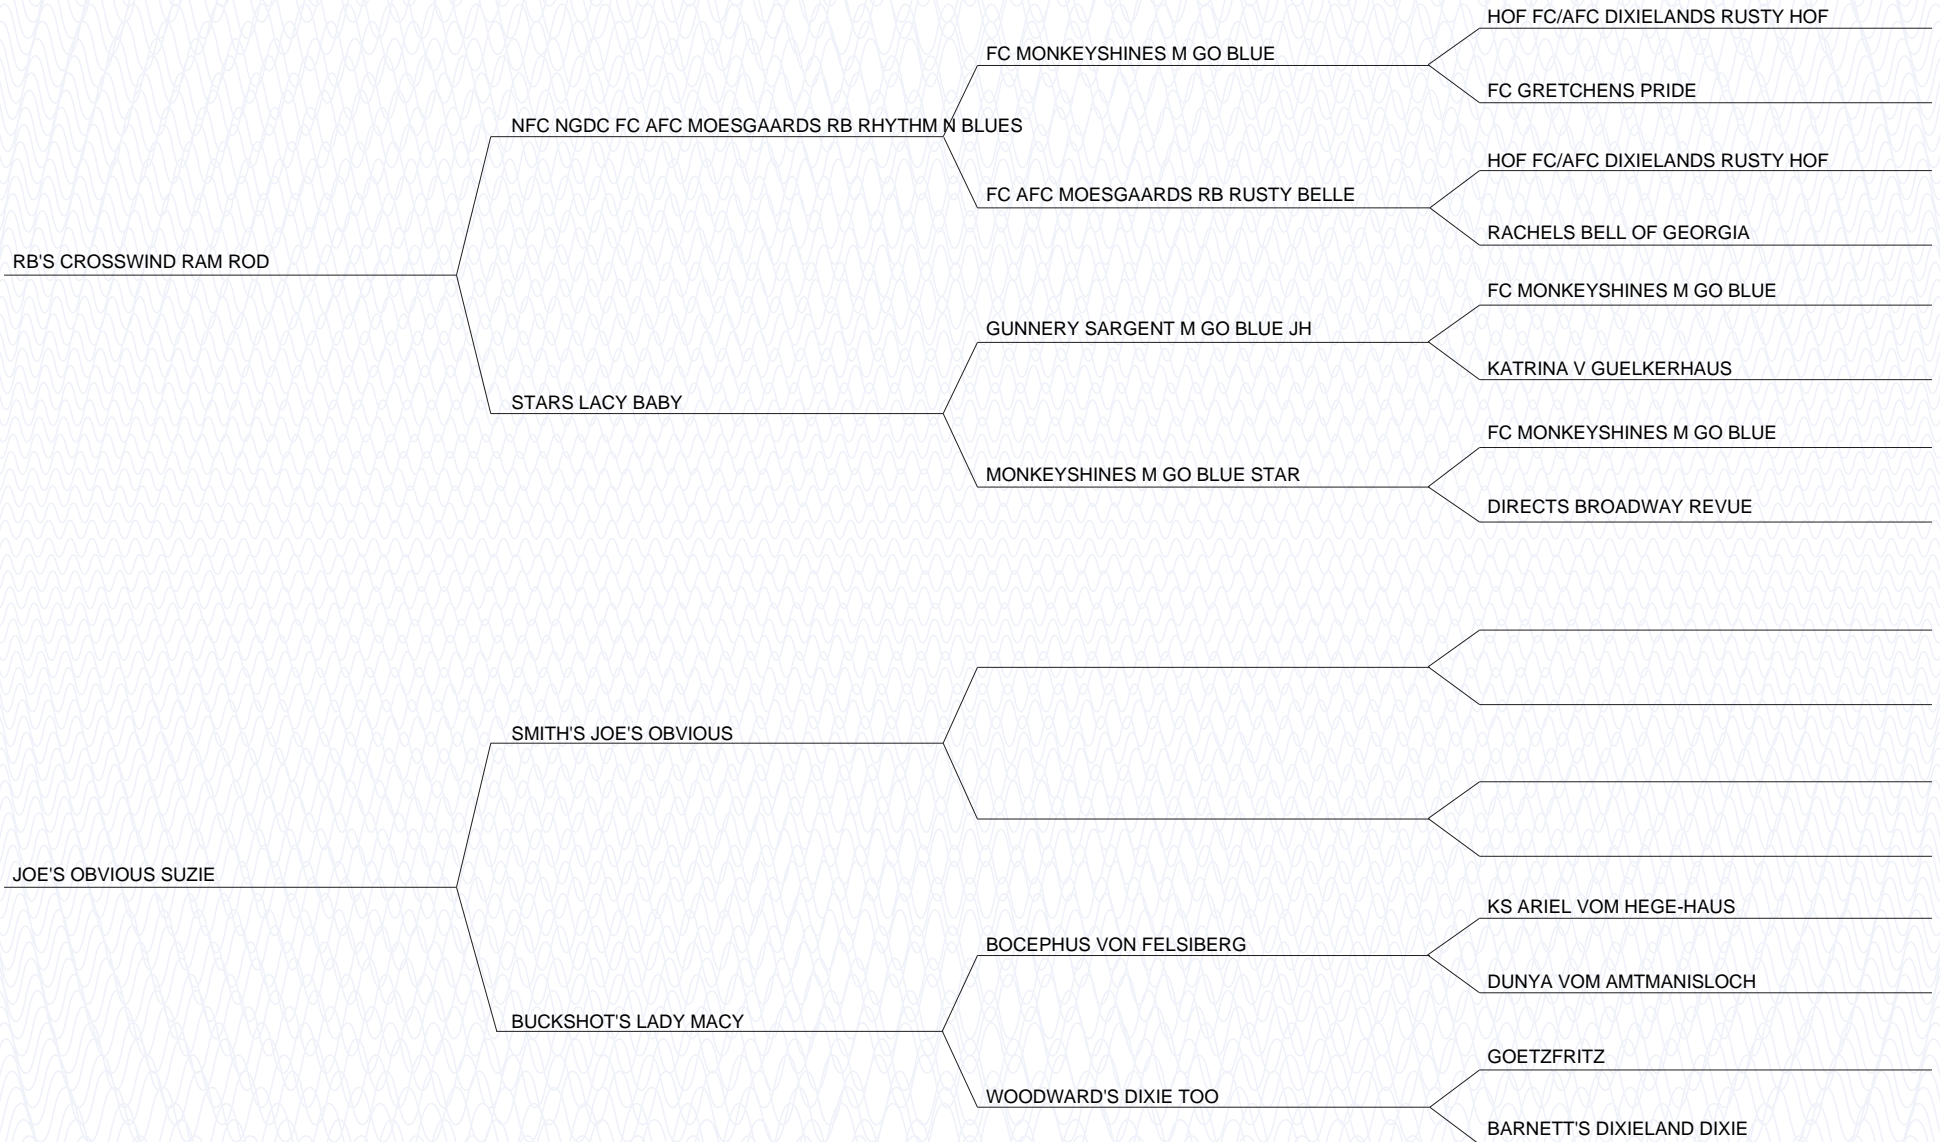 HOF FC/AFC DIXIELANDS RUSTY HOF
FC MONKEYSHINES M GO BLUE
FC GRETCHENS PRIDE
NFC NGDC FC AFC MOESGAARDS RB RHYTHM N BLUES
HOF FC/AFC DIXIELANDS RUSTY HOF
FC AFC MOESGAARDS RB RUSTY BELLE
RACHELS BELL OF GEORGIA
RB'S CROSSWIND RAM ROD
FC MONKEYSHINES M GO BLUE
GUNNERY SARGENT M GO BLUE JH
KATRINA V GUELKERHAUS
STARS LACY BABY
FC MONKEYSHINES M GO BLUE
MONKEYSHINES M GO BLUE STAR
DIRECTS BROADWAY REVUE
SMITH'S JOE'S OBVIOUS
JOE'S OBVIOUS SUZIE
KS ARIEL VOM HEGE-HAUS
BOCEPHUS VON FELSIBERG
DUNYA VOM AMTMANISLOCH
BUCKSHOT'S LADY MACY
GOETZFRITZ
WOODWARD'S DIXIE TOO
BARNETT'S DIXIELAND DIXIE